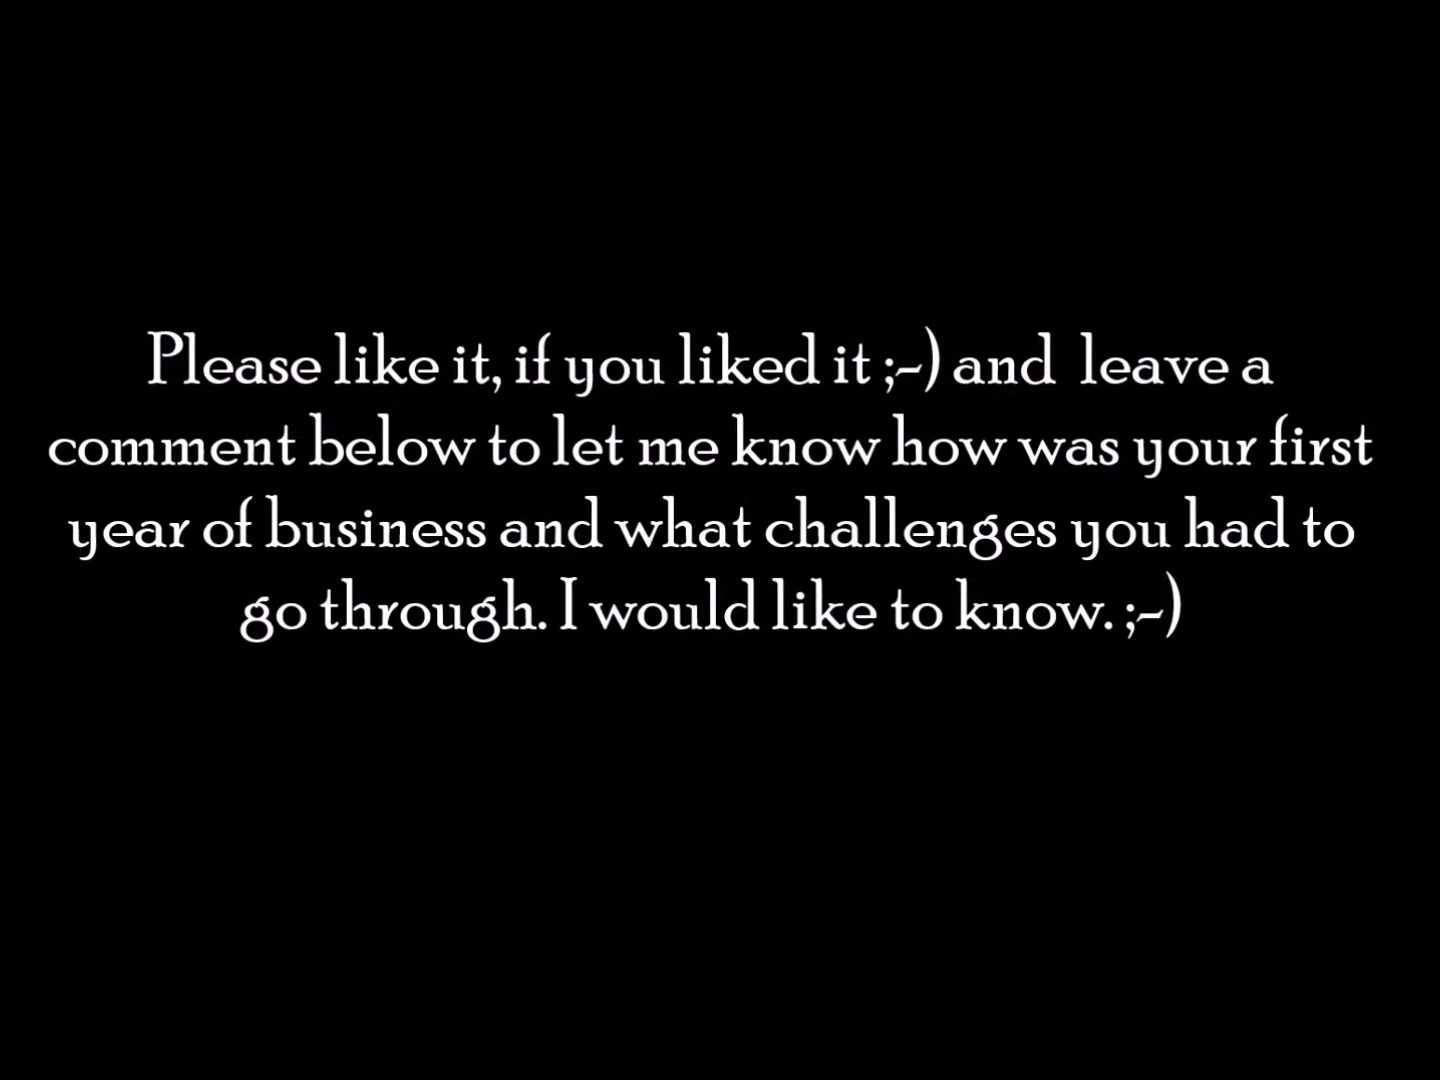 Please like it, if you liked it ;-) and  leave a
comment below to let me know how was your first
year of business and what challenges you had to
go through. I would like to know. ;-)